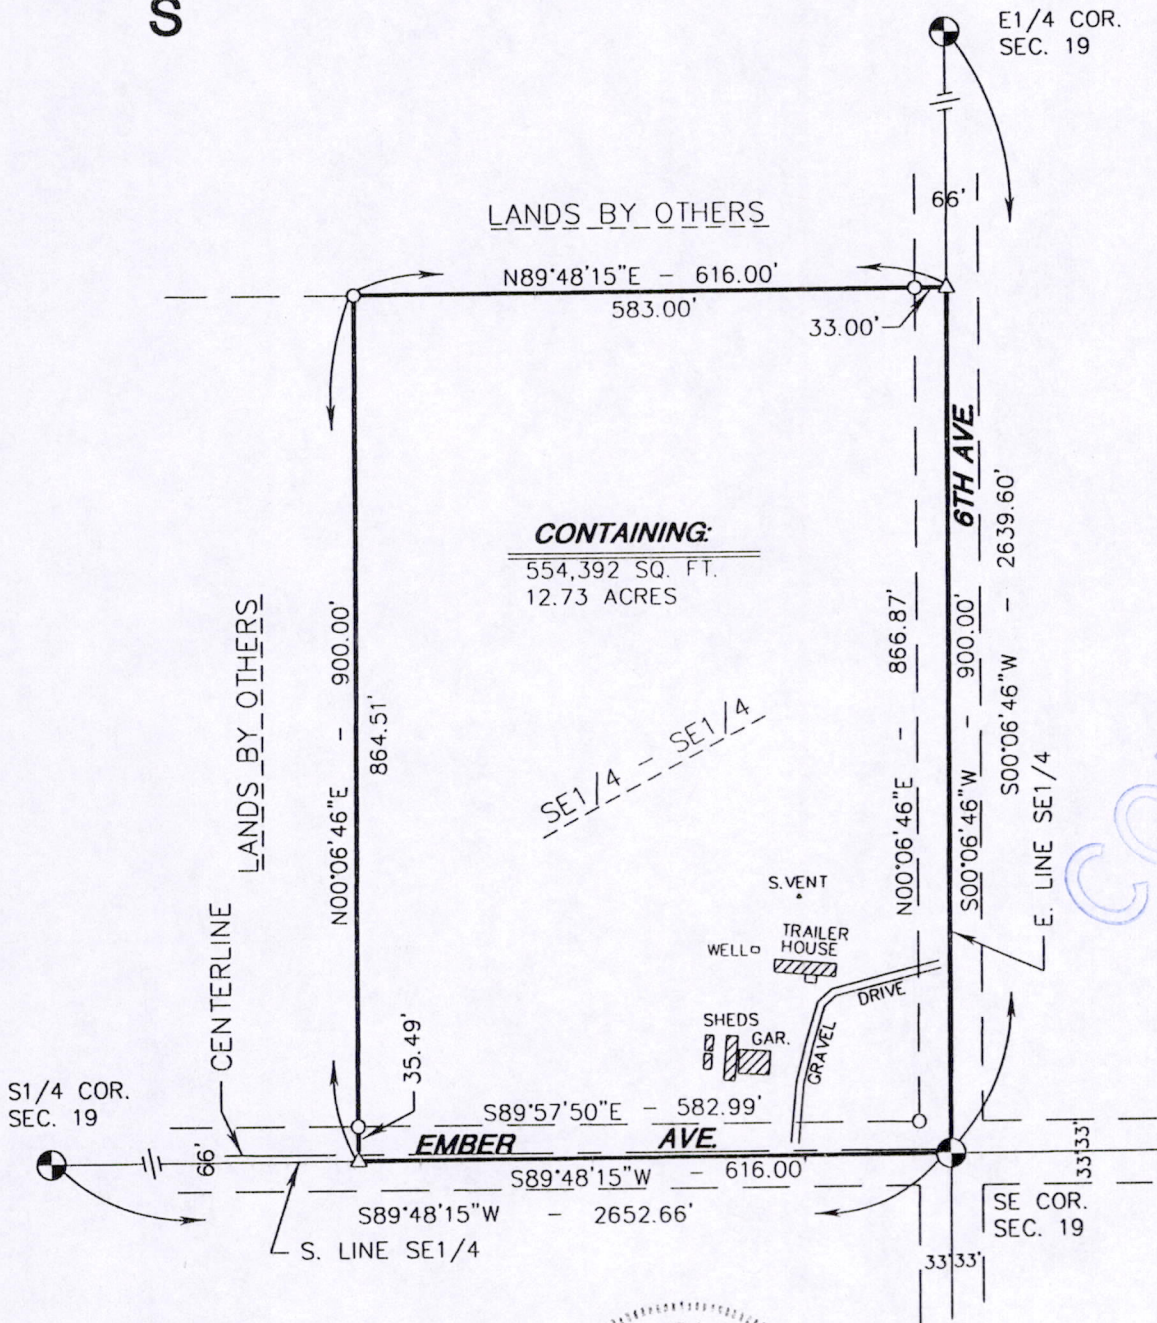 S
E1/4 COR.
SEC. 19
66'
LANDS BY OTHERS
N89°48'15"E - 616.00'
583.00'
33.00'
6TH AVE.
S00°06'46"W - 2639.60'
CONTAINING:
554,392 SQ. FT.
12.73 ACRES
LANDS BY OTHERS
N00°06'46"E - 900.00'
864.51'
N00°06'46"E - 866.87'
S00°06'46"W - 900.00'
SE1/4 - SE1/4
E. LINE SE1/4
S.VENT
WELL
TRAILER
HOUSE
GRAVEL DRIVE
SHEDS
GAR.
CENTERLINE
35.49'
S1/4 COR.
SEC. 19
66'
S89°57'50"E - 582.99'
EMBER AVE.
S89°48'15"W - 616.00'
33'33'
S89°48'15"W - 2652.66'
S. LINE SE1/4
SE COR.
SEC. 19
33'33'
CO